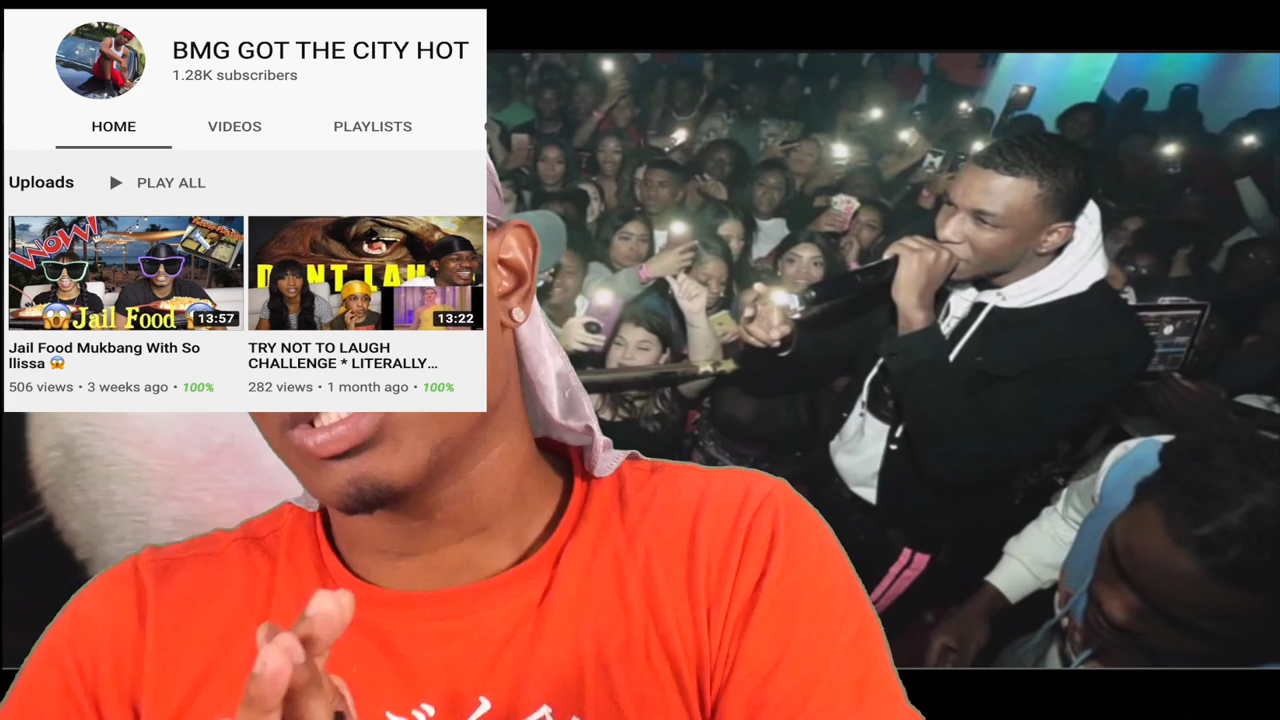 BMG GOT THE CITY HOT
1.28K subscribers
HOME VIDEOS PLAYLISTS
Uploads PLAY ALL
WOW!
Jail Food
13:57
DONT LAU
13:22
Jail Food Mukbang With So
llissa 😱
506 views • 3 weeks ago • 100%
TRY NOT TO LAUGH
CHALLENGE * LITERALLY...
282 views • 1 month ago • 100%